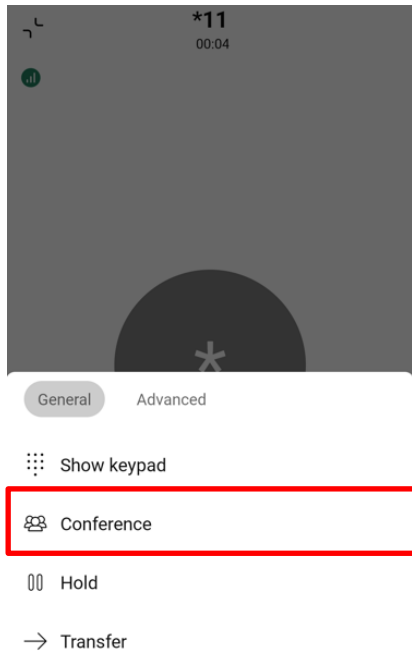 *11
00:04
*
General Advanced
Show keypad
Conference
Hold
Transfer